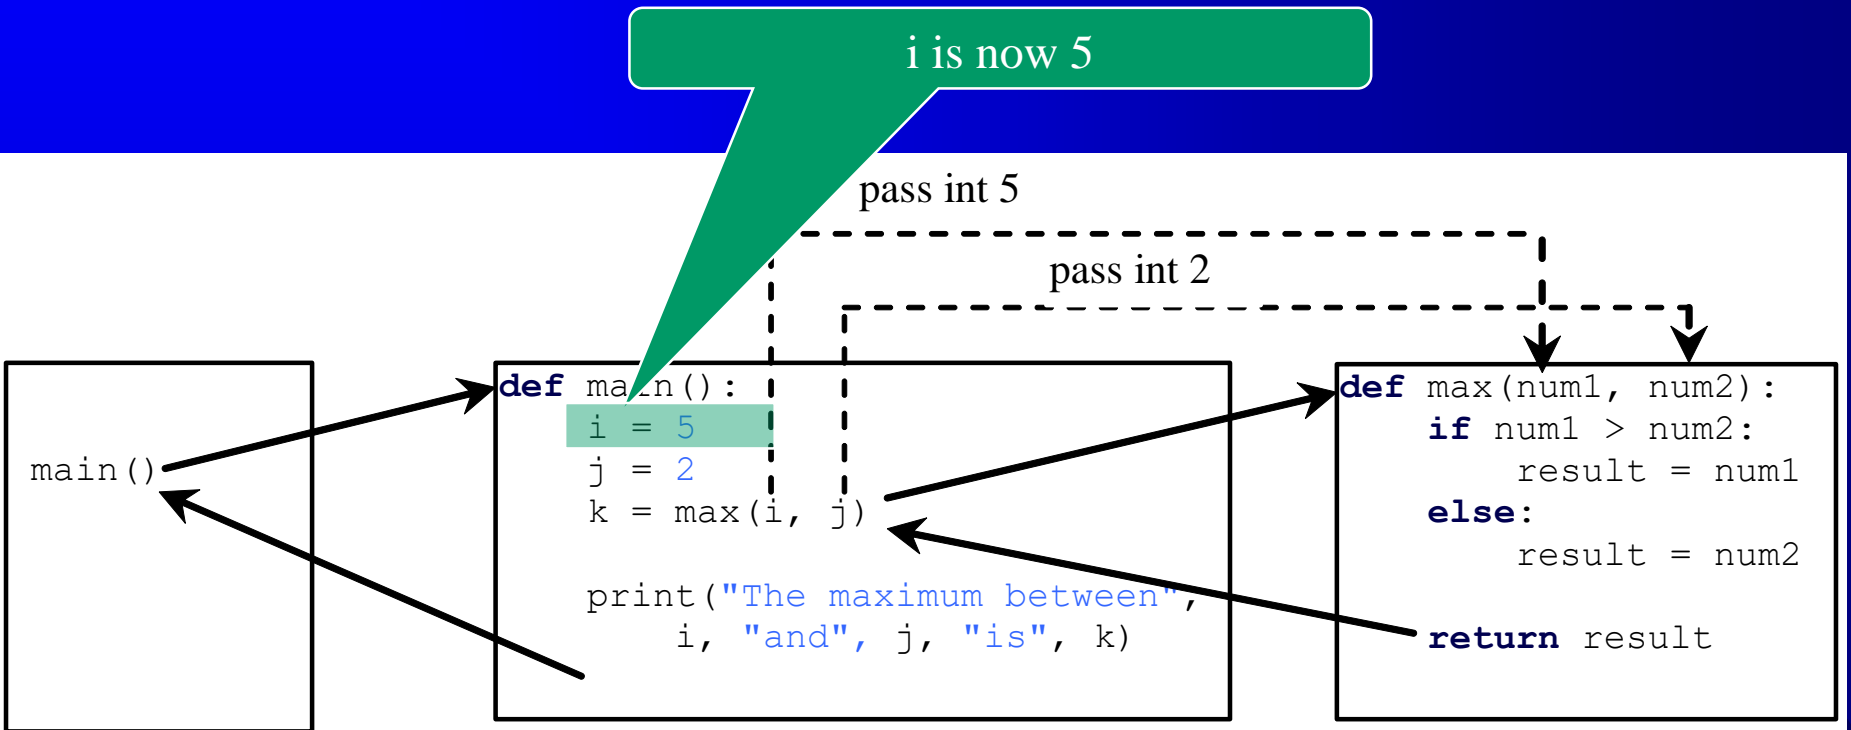 i is now 5
pass int 5
pass int 2
main()
def main():
    i = 5
    j = 2
    k = max(i, j)
    print("The maximum between",
        i, "and", j, "is", k)
def max(num1, num2):
    if num1 > num2:
        result = num1
    else:
        result = num2
    return result